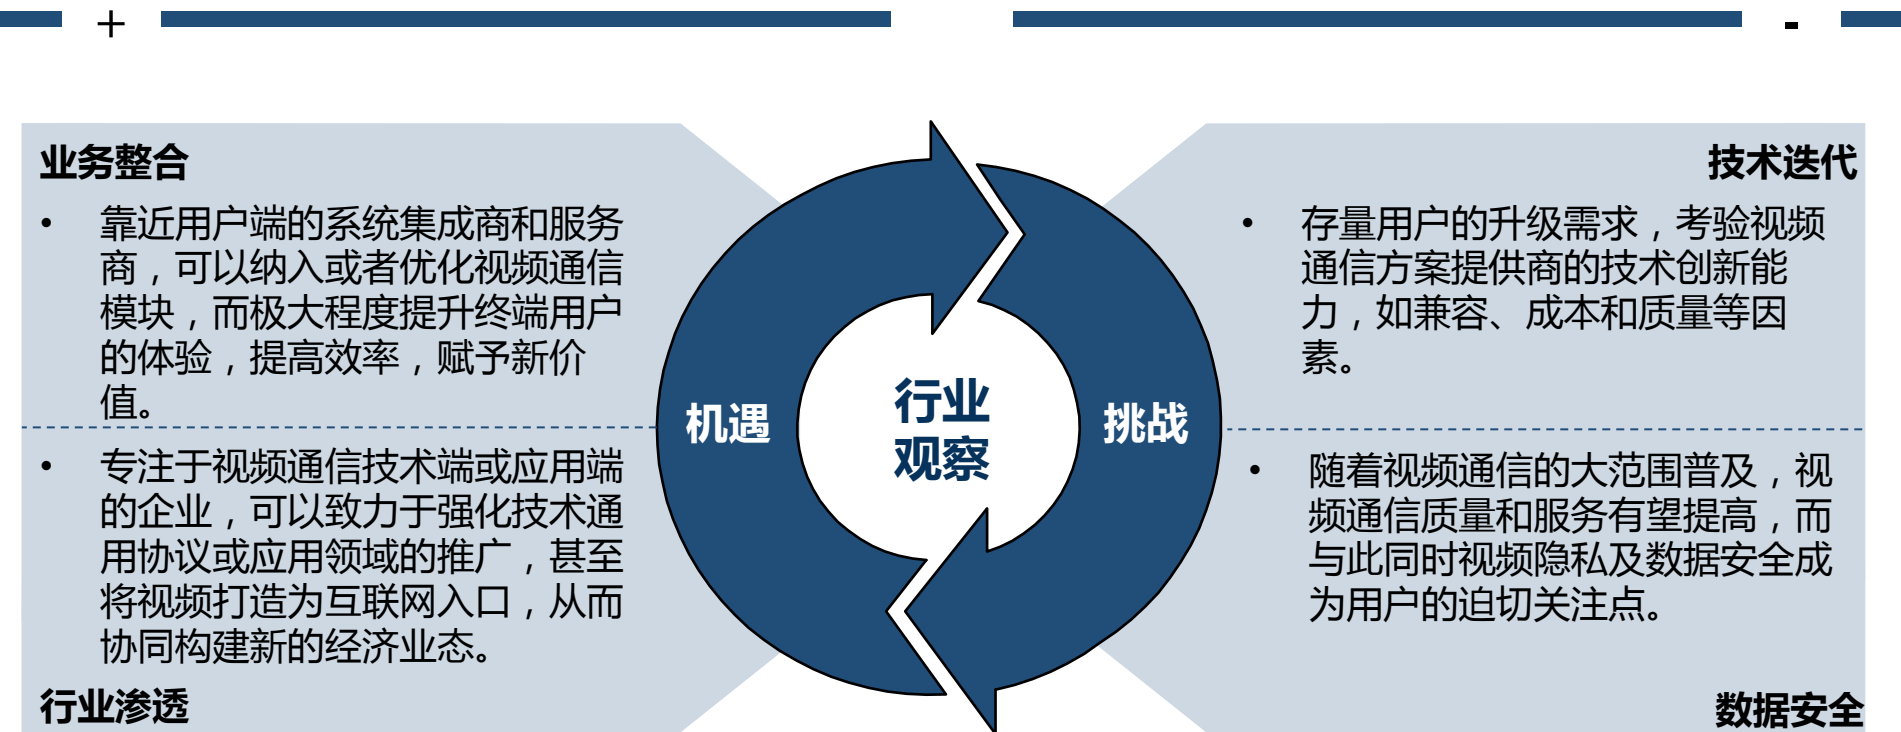 +
-
业务整合
• 靠近用户端的系统集成商和服务
商，可以纳入或者优化视频通信
模块，而极大程度提升终端用户
的体验，提高效率，赋予新价
值。
• 专注于视频通信技术端或应用端
的企业，可以致力于强化技术通
用协议或应用领域的推广，甚至
将视频打造为互联网入口，从而
协同构建新的经济业态。
行业渗透
机遇
行业
观察
挑战
技术迭代
• 存量用户的升级需求，考验视频
通信方案提供商的技术创新能
力，如兼容、成本和质量等因
素。
• 随着视频通信的大范围普及，视
频通信质量和服务有望提高，而
与此同时视频隐私及数据安全成
为用户的迫切关注点。
数据安全